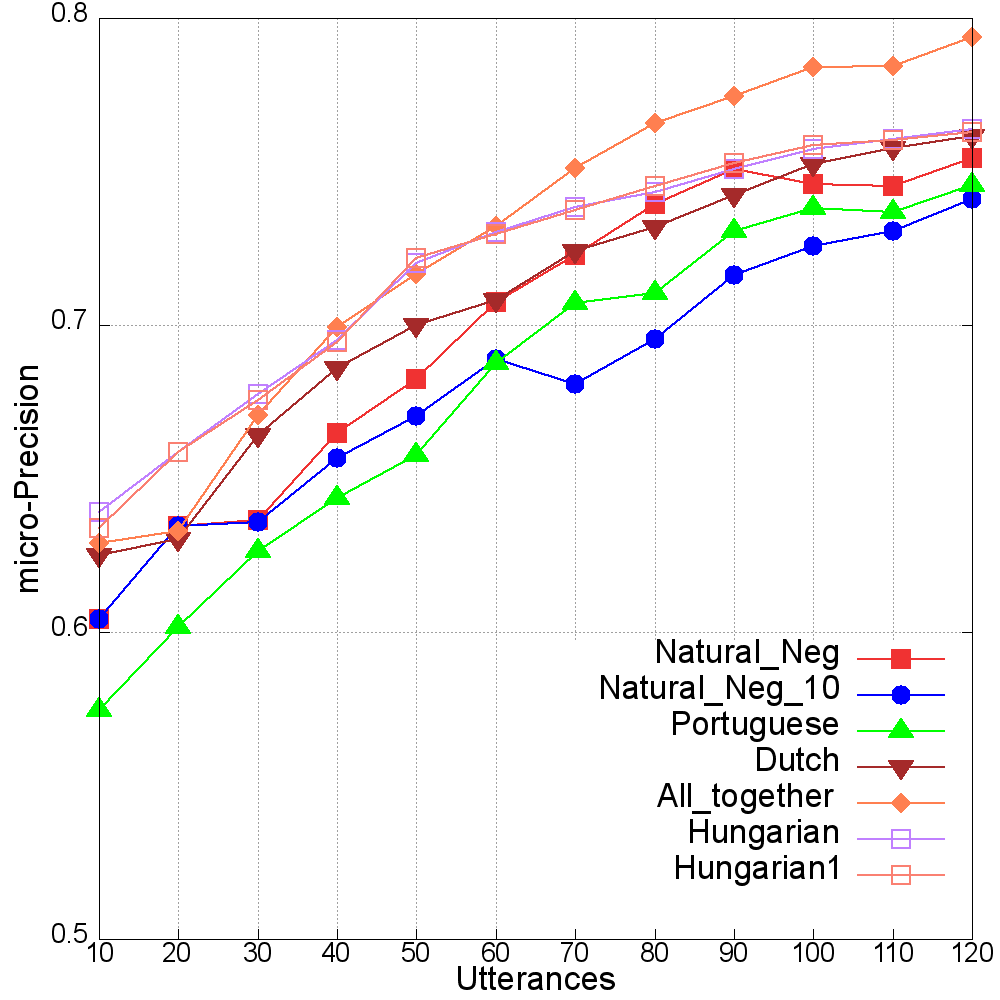 0.8
0.7
0.6
0.5
micro-Precision
Natural_Neg
Natural_Neg_10
Portuguese
Dutch
All_together
Hungarian
Hungarian1
10 20 30 40 50 60 70 80 90 100 110 120
Utterances